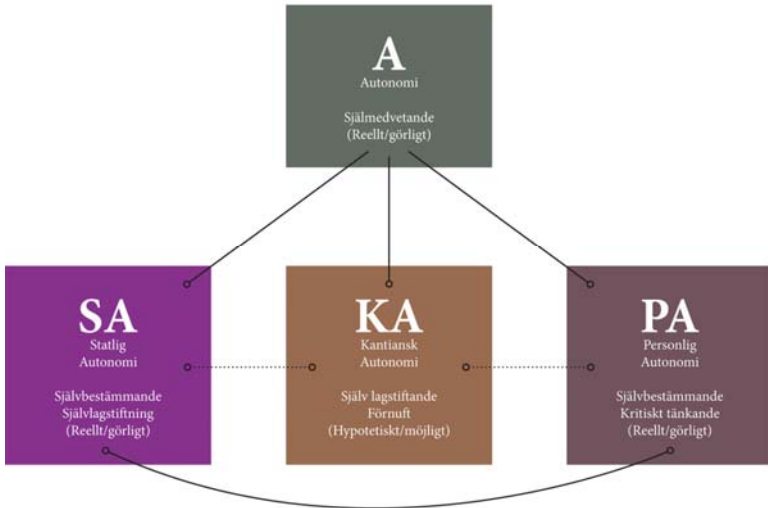 A
Autonomi
Själmedvetande
(Reellt/görligt)
SA
Statlig
Autonomi
Självbestämmande
Självlagstiftning
(Reellt/görligt)
KA
Kantiansk
Autonomi
Själv lagstiftande
Förnuft
(Hypotetiskt/möjligt)
PA
Personlig
Autonomi
Självbestämmande
Kritiskt tänkande
(Reellt/görligt)